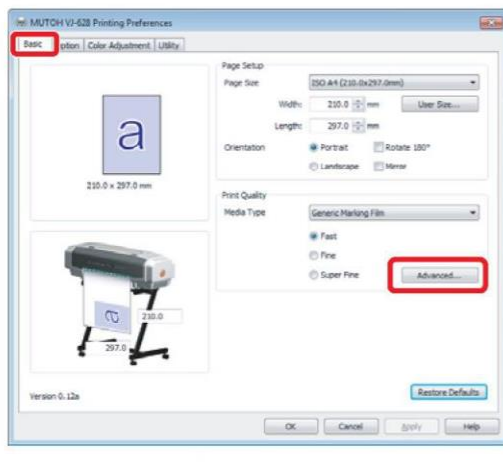 MUTOH VJ-628 Printing Preferences
Basic Option Color Adjustment Utility
a
210.0 x 297.0 mm
a
210.0
297.0
Version 0.12a
Page Setup
Page Size ISO A4 (210.0x297.0mm)
Width: 210.0 mm User Size...
Length: 297.0 mm
Orientation Portrait Rotate 180°
Landscape Mirror
Print Quality
Media Type Generic Marking Film
Fast
Fine
Super Fine Advanced...
Restore Defaults
OK Cancel Apply Help